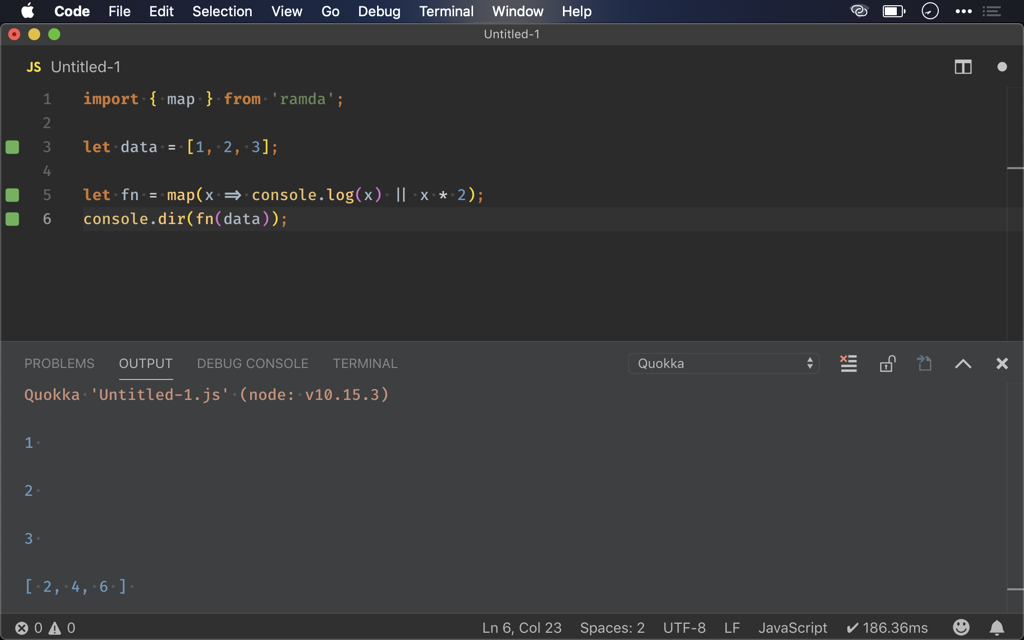 Code File Edit Selection View Go Debug Terminal Window Help
Untitled-1
JS Untitled-1
1 import { map } from 'ramda';
2
3 let data = [1, 2, 3];
4
5 let fn = map(x => console.log(x) || x * 2);
6 console.dir(fn(data));
PROBLEMS OUTPUT DEBUG CONSOLE TERMINAL Quokka
Quokka 'Untitled-1.js' (node: v10.15.3)
1
2
3
[ 2, 4, 6 ]
0 0 Ln 6, Col 23 Spaces: 2 UTF-8 LF JavaScript ✔ 186.36ms